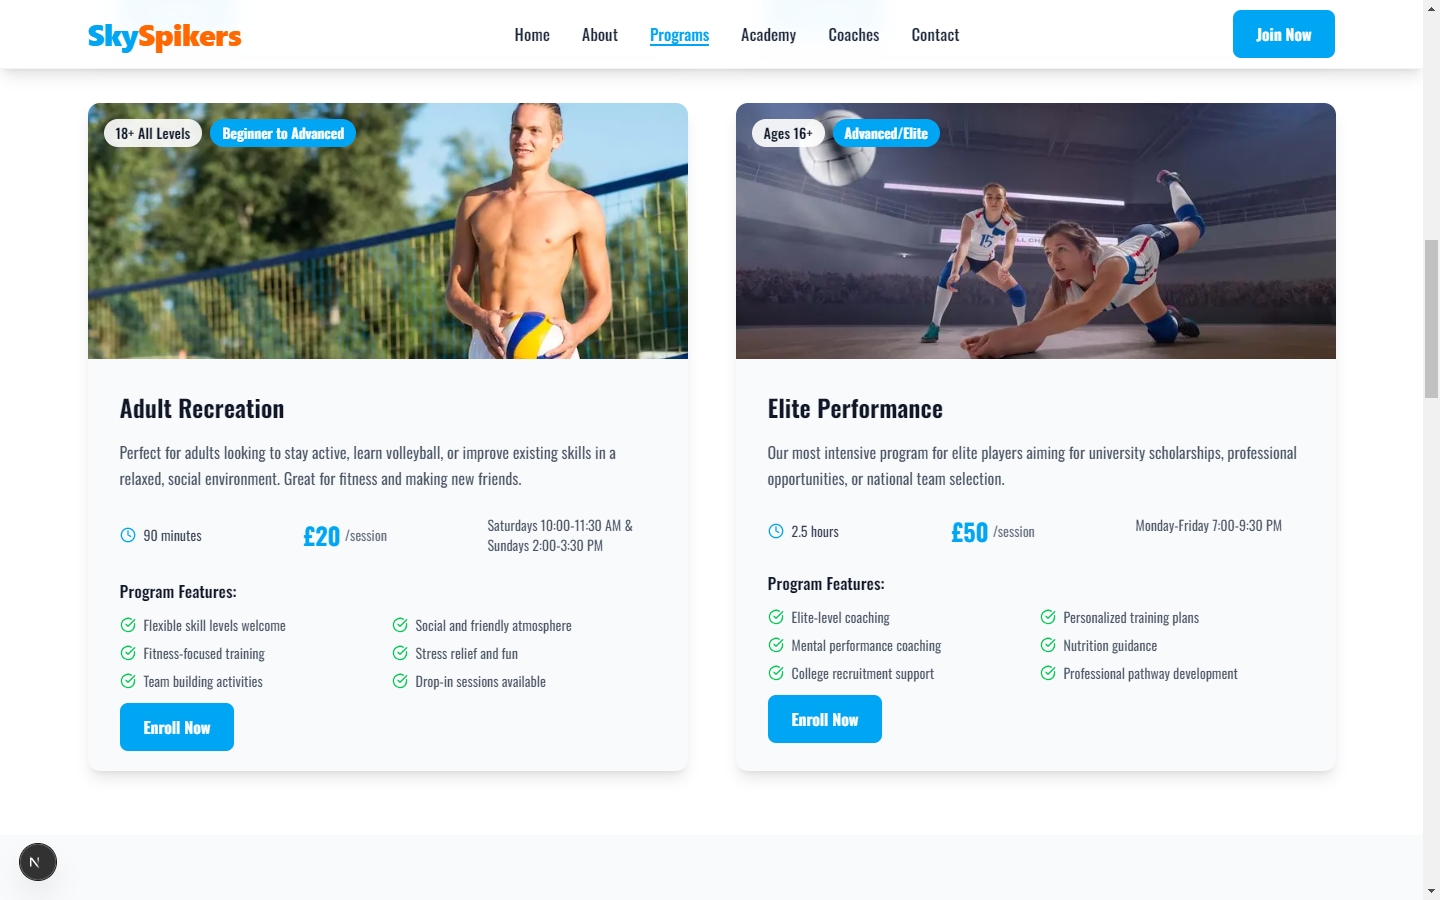 SkySpikers
Home
About
Programs
Academy
Coaches
Contact
Join Now
18+ All Levels
Beginner to Advanced
Adult Recreation
Perfect for adults looking to stay active, learn volleyball, or improve existing skills in a
relaxed, social environment. Great for fitness and making new friends.
90 minutes
£20 /session
Saturdays 10:00-11:30 AM &
Sundays 2:00-3:30 PM
Program Features:
Flexible skill levels welcome
Social and friendly atmosphere
Fitness-focused training
Stress relief and fun
Team building activities
Drop-in sessions available
Enroll Now
Ages 16+
Advanced/Elite
15
Elite Performance
Our most intensive program for elite players aiming for university scholarships, professional
opportunities, or national team selection.
2.5 hours
£50 /session
Monday-Friday 7:00-9:30 PM
Program Features:
Elite-level coaching
Personalized training plans
Mental performance coaching
Nutrition guidance
College recruitment support
Professional pathway development
Enroll Now
N